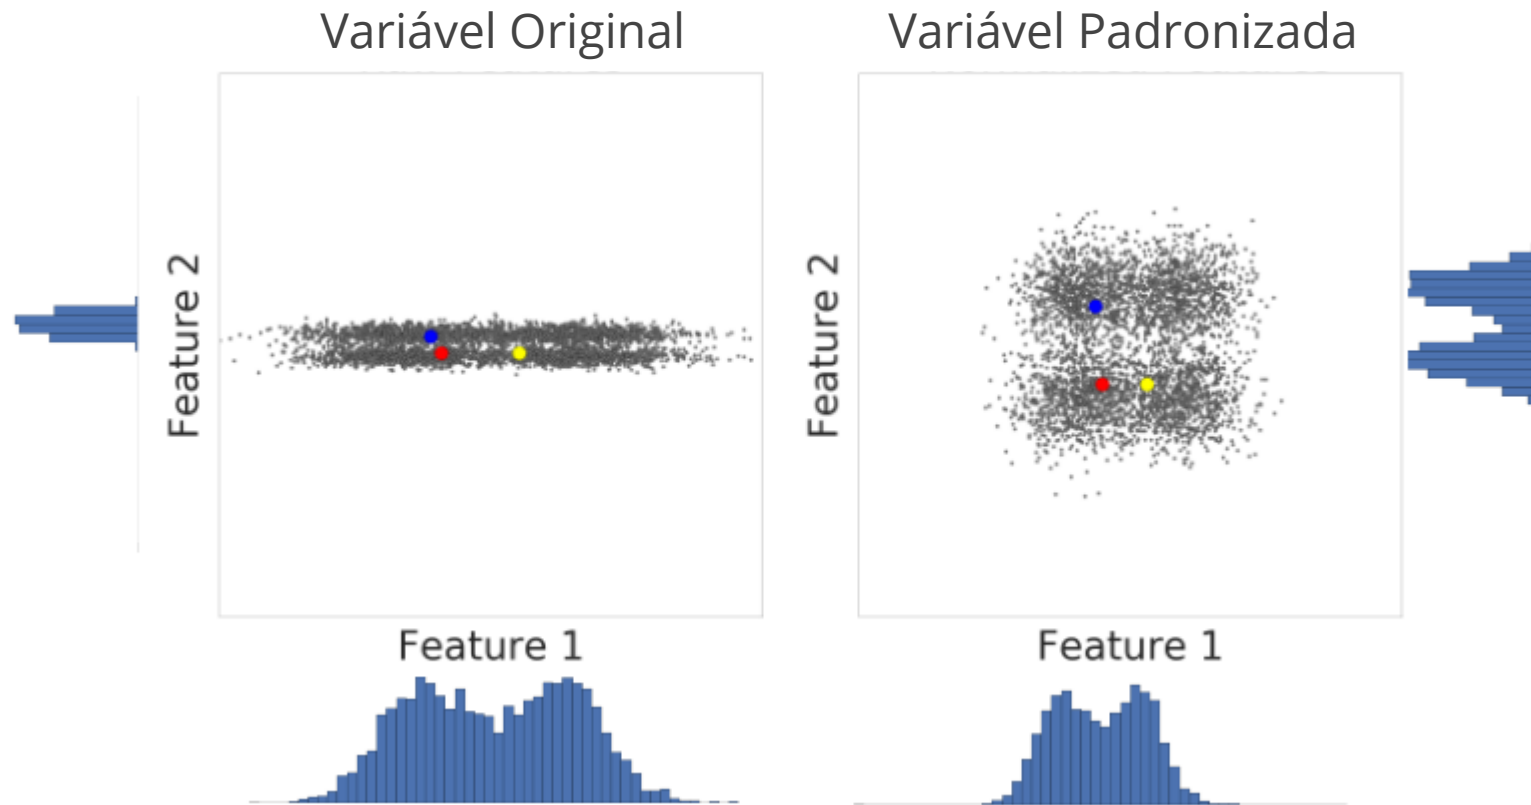 Variável Original
Variável Padronizada
Feature 2
Feature 2
Feature 1
Feature 1